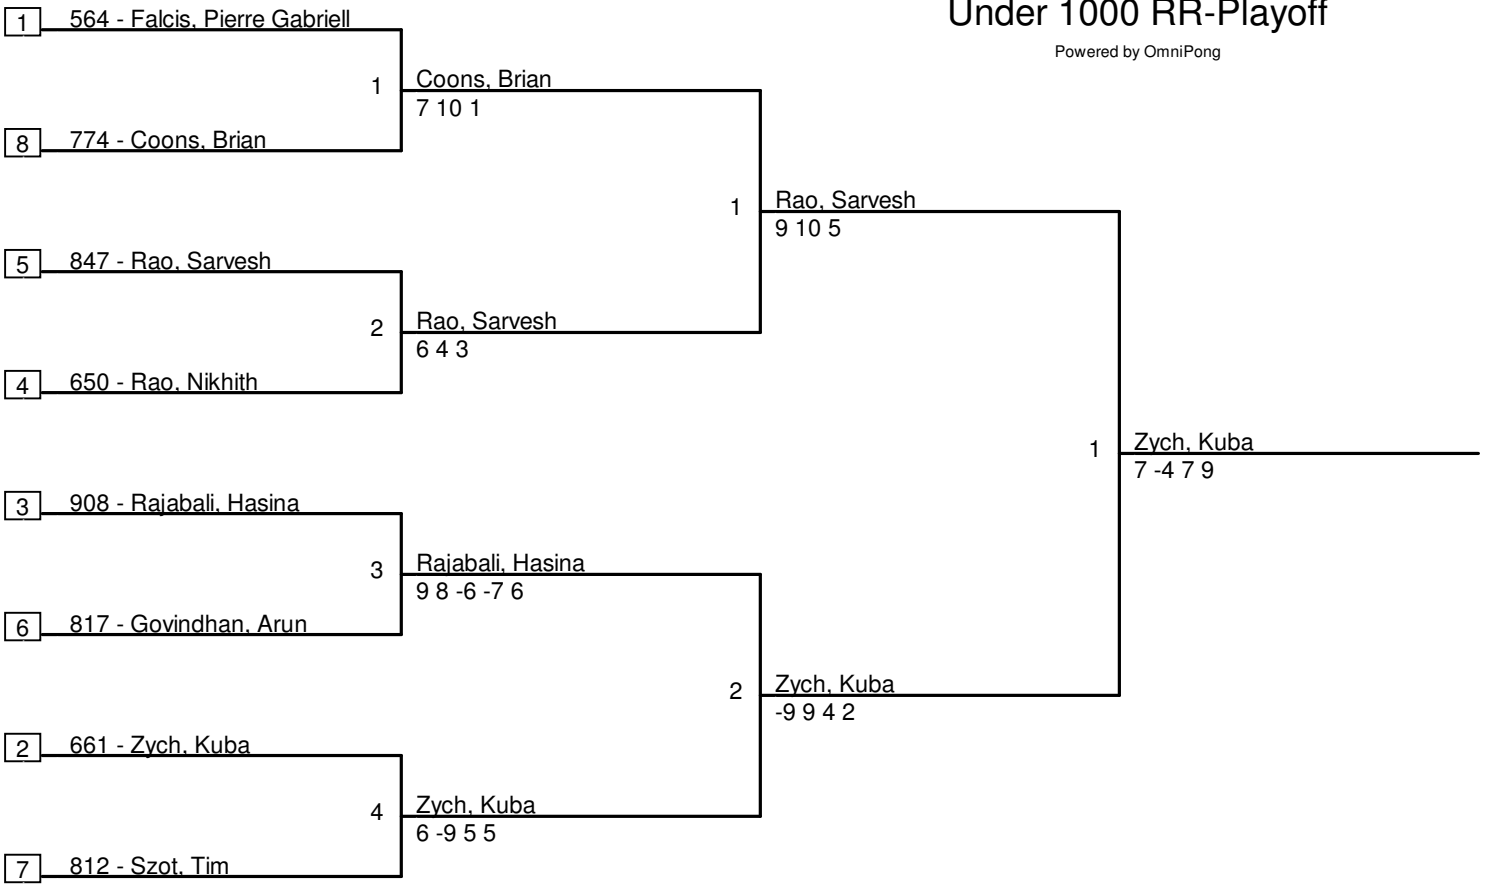 Under 1000 RR-Playoff
Powered by OmniPong
1 564 - Falcis, Pierre Gabriell
1 Coons, Brian
7 10 1
8 774 - Coons, Brian
1 Rao, Sarvesh
9 10 5
5 847 - Rao, Sarvesh
2 Rao, Sarvesh
6 4 3
4 650 - Rao, Nikhith
1 Zych, Kuba
7 -4 7 9
3 908 - Rajabali, Hasina
3 Rajabali, Hasina
9 8 -6 -7 6
6 817 - Govindhan, Arun
2 Zych, Kuba
-9 9 4 2
2 661 - Zych, Kuba
4 Zych, Kuba
6 -9 5 5
7 812 - Szot, Tim